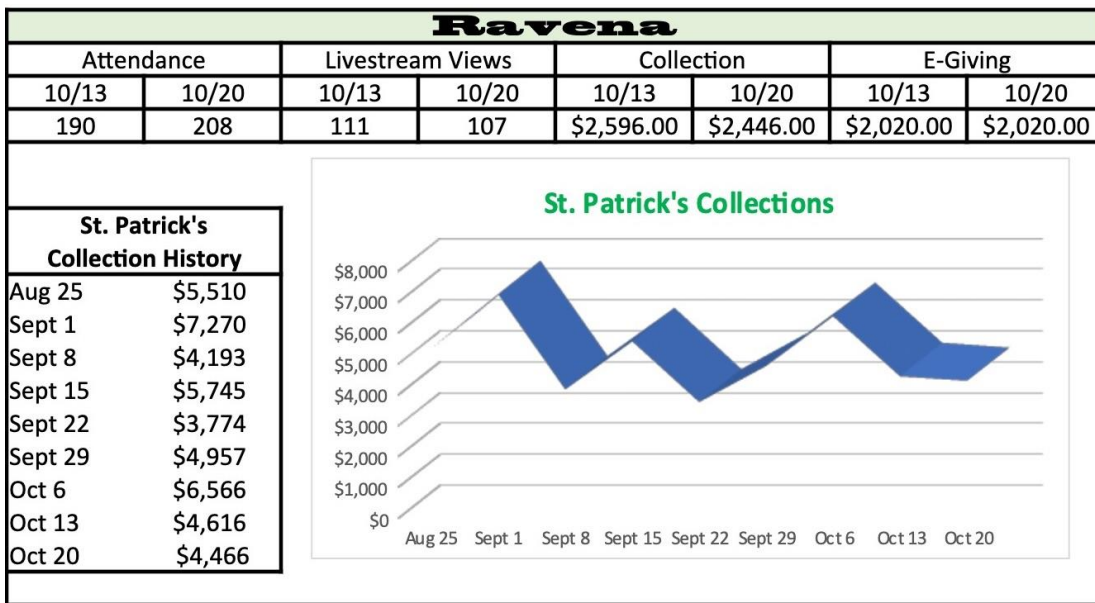 Ravena
Attendance Livestream Views Collection E-Giving
10/13 10/20 10/13 10/20 10/13 10/20 10/13 10/20
190 208 111 107 $2,596.00 $2,446.00 $2,020.00 $2,020.00
St. Patrick's
Collection History
Aug 25 $5,510
Sept 1 $7,270
Sept 8 $4,193
Sept 15 $5,745
Sept 22 $3,774
Sept 29 $4,957
Oct 6 $6,566
Oct 13 $4,616
Oct 20 $4,466
St. Patrick's Collections
$8,000
$7,000
$6,000
$5,000
$4,000
$3,000
$2,000
$1,000
$0
Aug 25 Sept 1 Sept 8 Sept 15 Sept 22 Sept 29 Oct 6 Oct 13 Oct 20